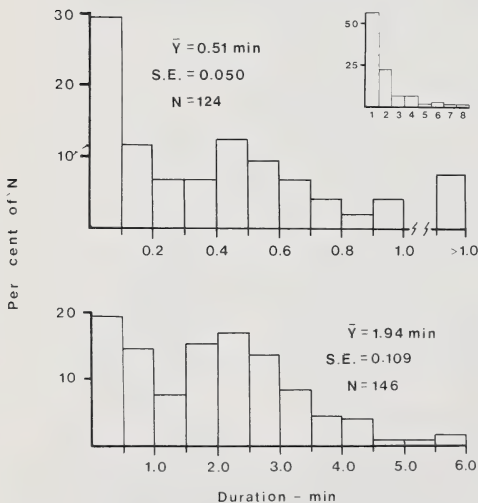 30
20
10
Ȳ = 0.51 min
S.E. = 0.050
N = 124
50
25
1 2 3 4 5 6 7 8
0.2 0.4 0.6 0.8 1.0 >1.0
Per cent of N
20
10
Ȳ = 1.94 min
S.E. = 0.109
N = 146
1.0 2.0 3.0 4.0 5.0 6.0
Duration – min